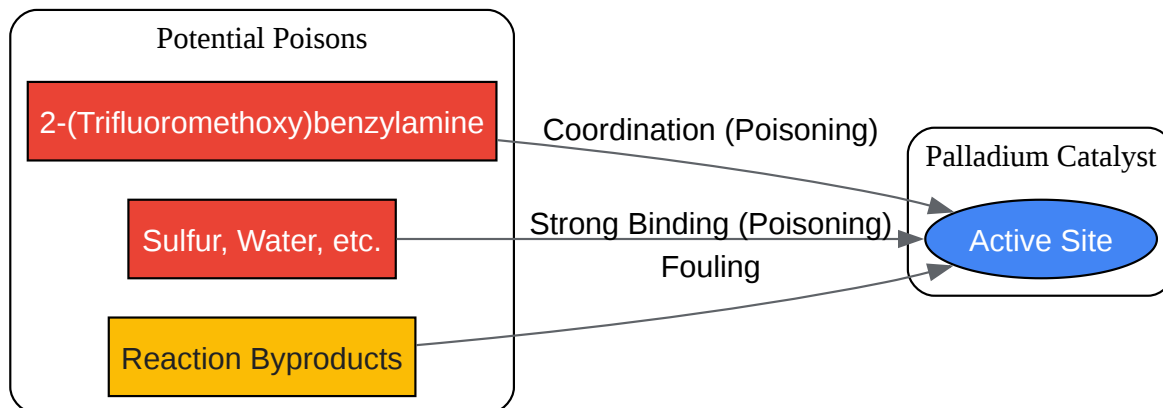 Potential Poisons
2-(Trifluoromethoxy)benzylamine
Coordination (Poisoning)
Palladium Catalyst
Sulfur, Water, etc.
Strong Binding (Poisoning)
Active Site
Fouling
Reaction Byproducts